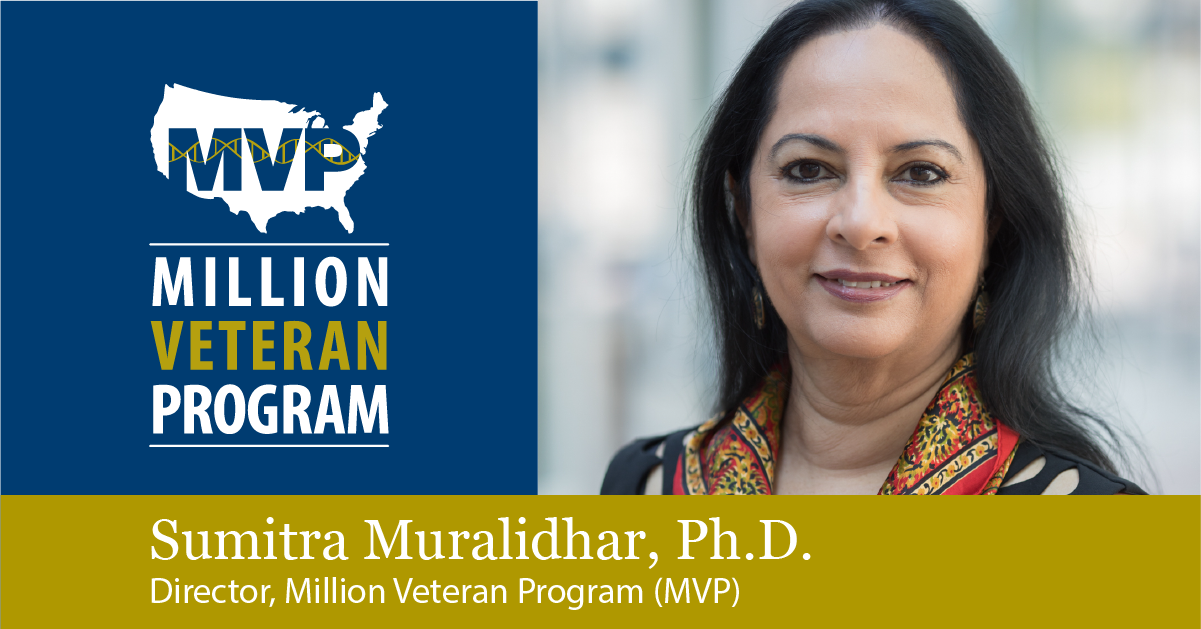 MVP
MILLION
VETERAN
PROGRAM
Sumitra Muralidhar, Ph.D.
Director, Million Veteran Program (MVP)